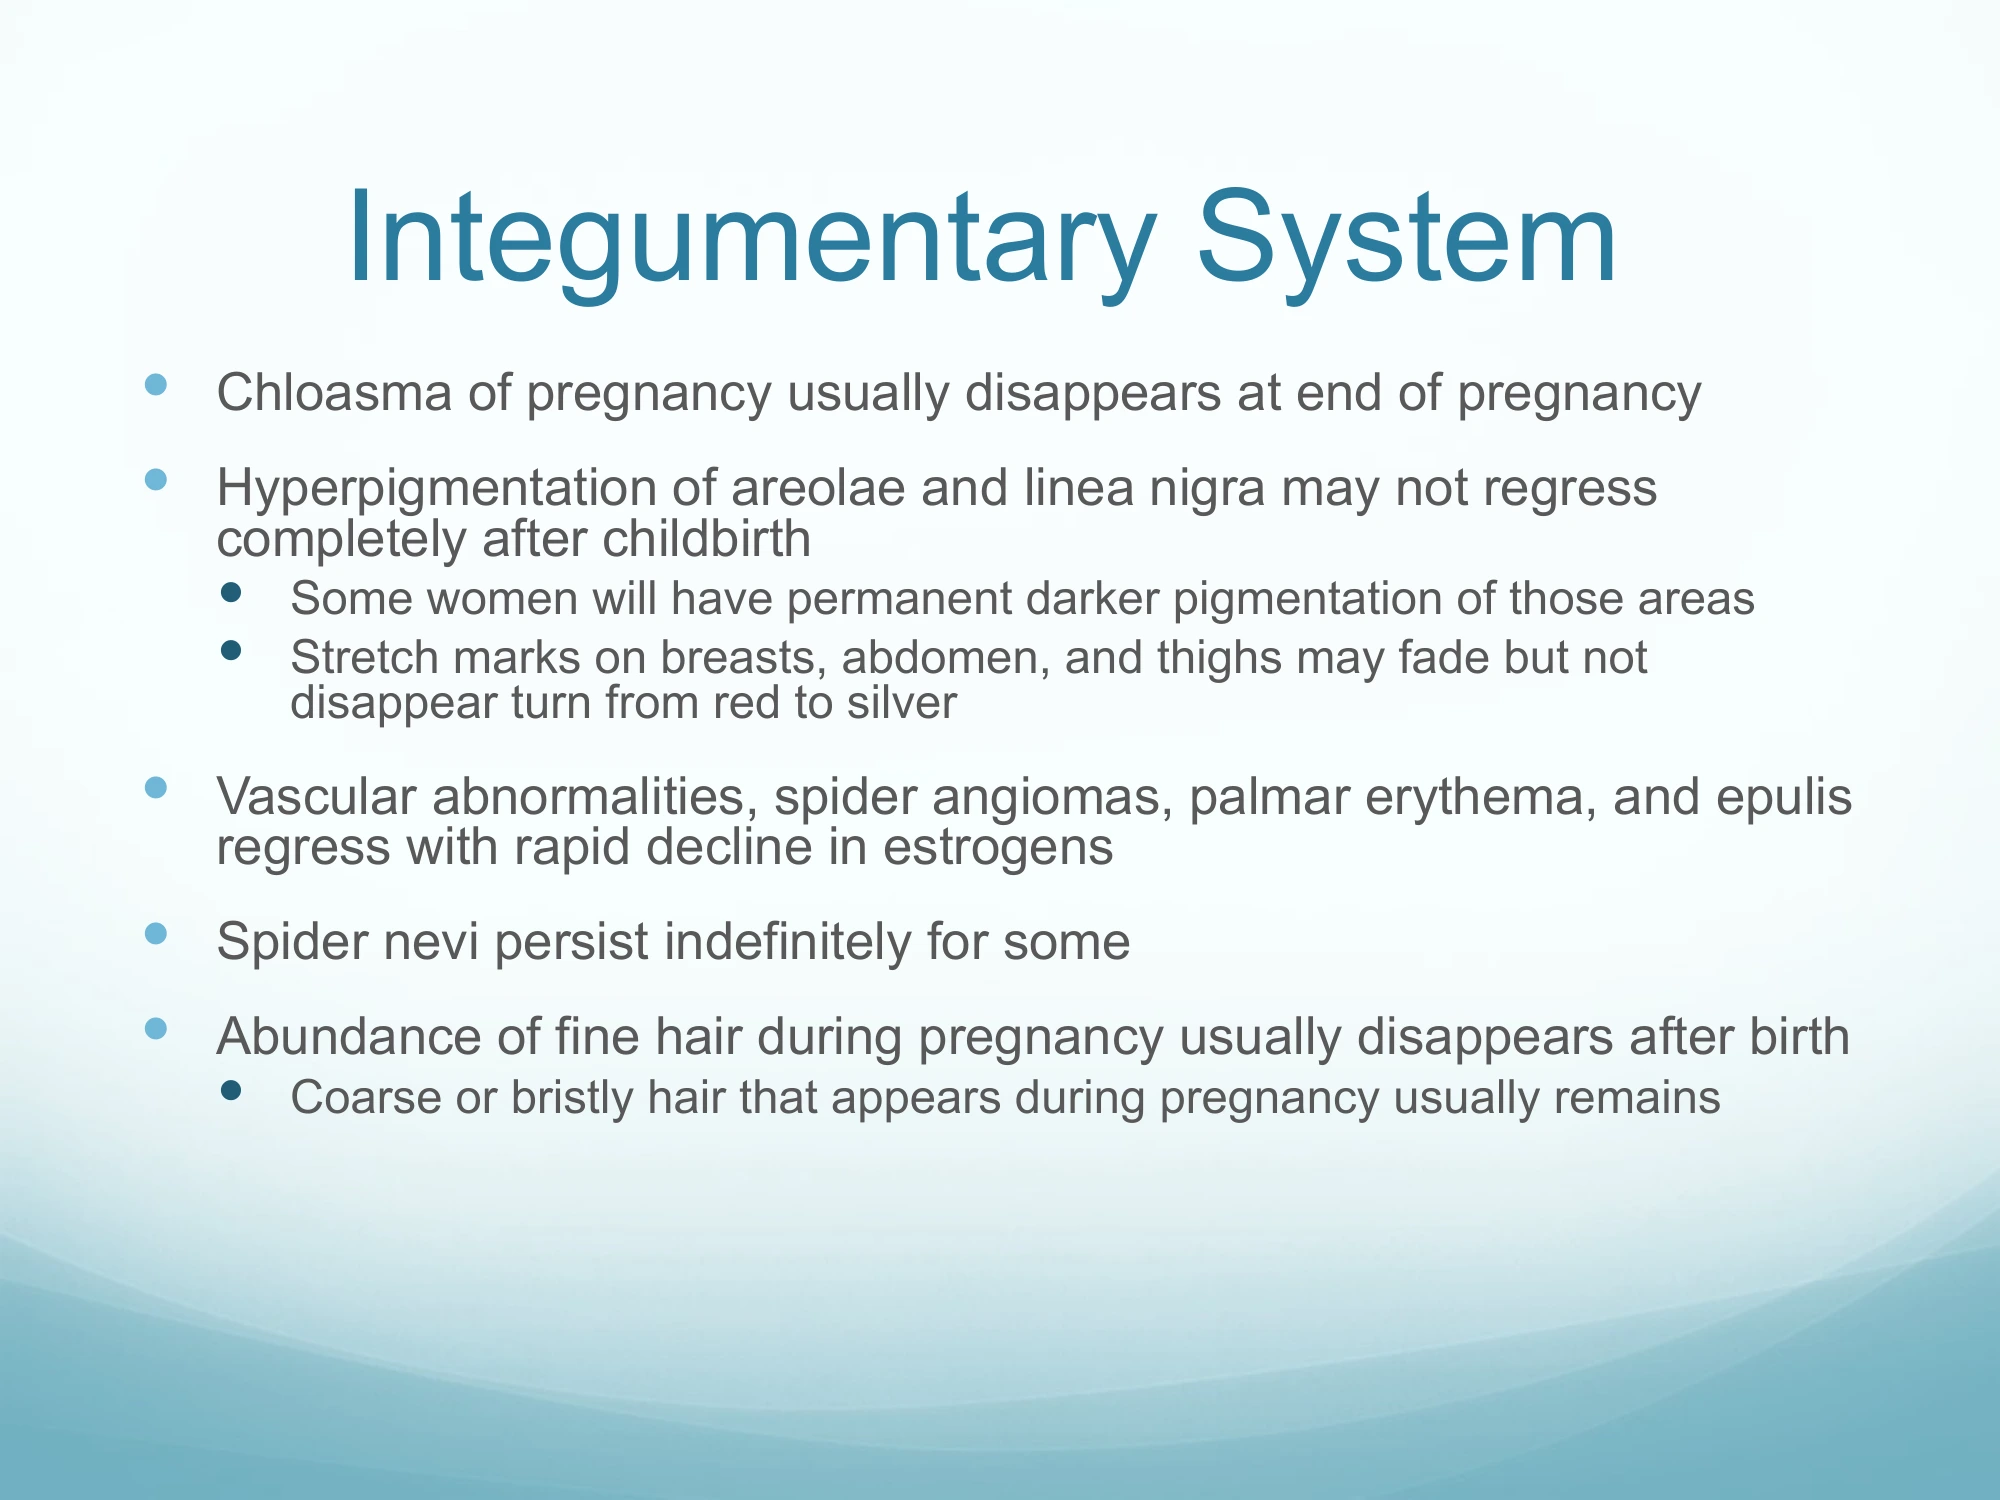 Integumentary System
• Chloasma of pregnancy usually disappears at end of pregnancy
• Hyperpigmentation of areolae and linea nigra may not regress
completely after childbirth
• Some women will have permanent darker pigmentation of those areas
• Stretch marks on breasts, abdomen, and thighs may fade but not
disappear turn from red to silver
• Vascular abnormalities, spider angiomas, palmar erythema, and epulis
regress with rapid decline in estrogens
• Spider nevi persist indefinitely for some
• Abundance of fine hair during pregnancy usually disappears after birth
• Coarse or bristly hair that appears during pregnancy usually remains